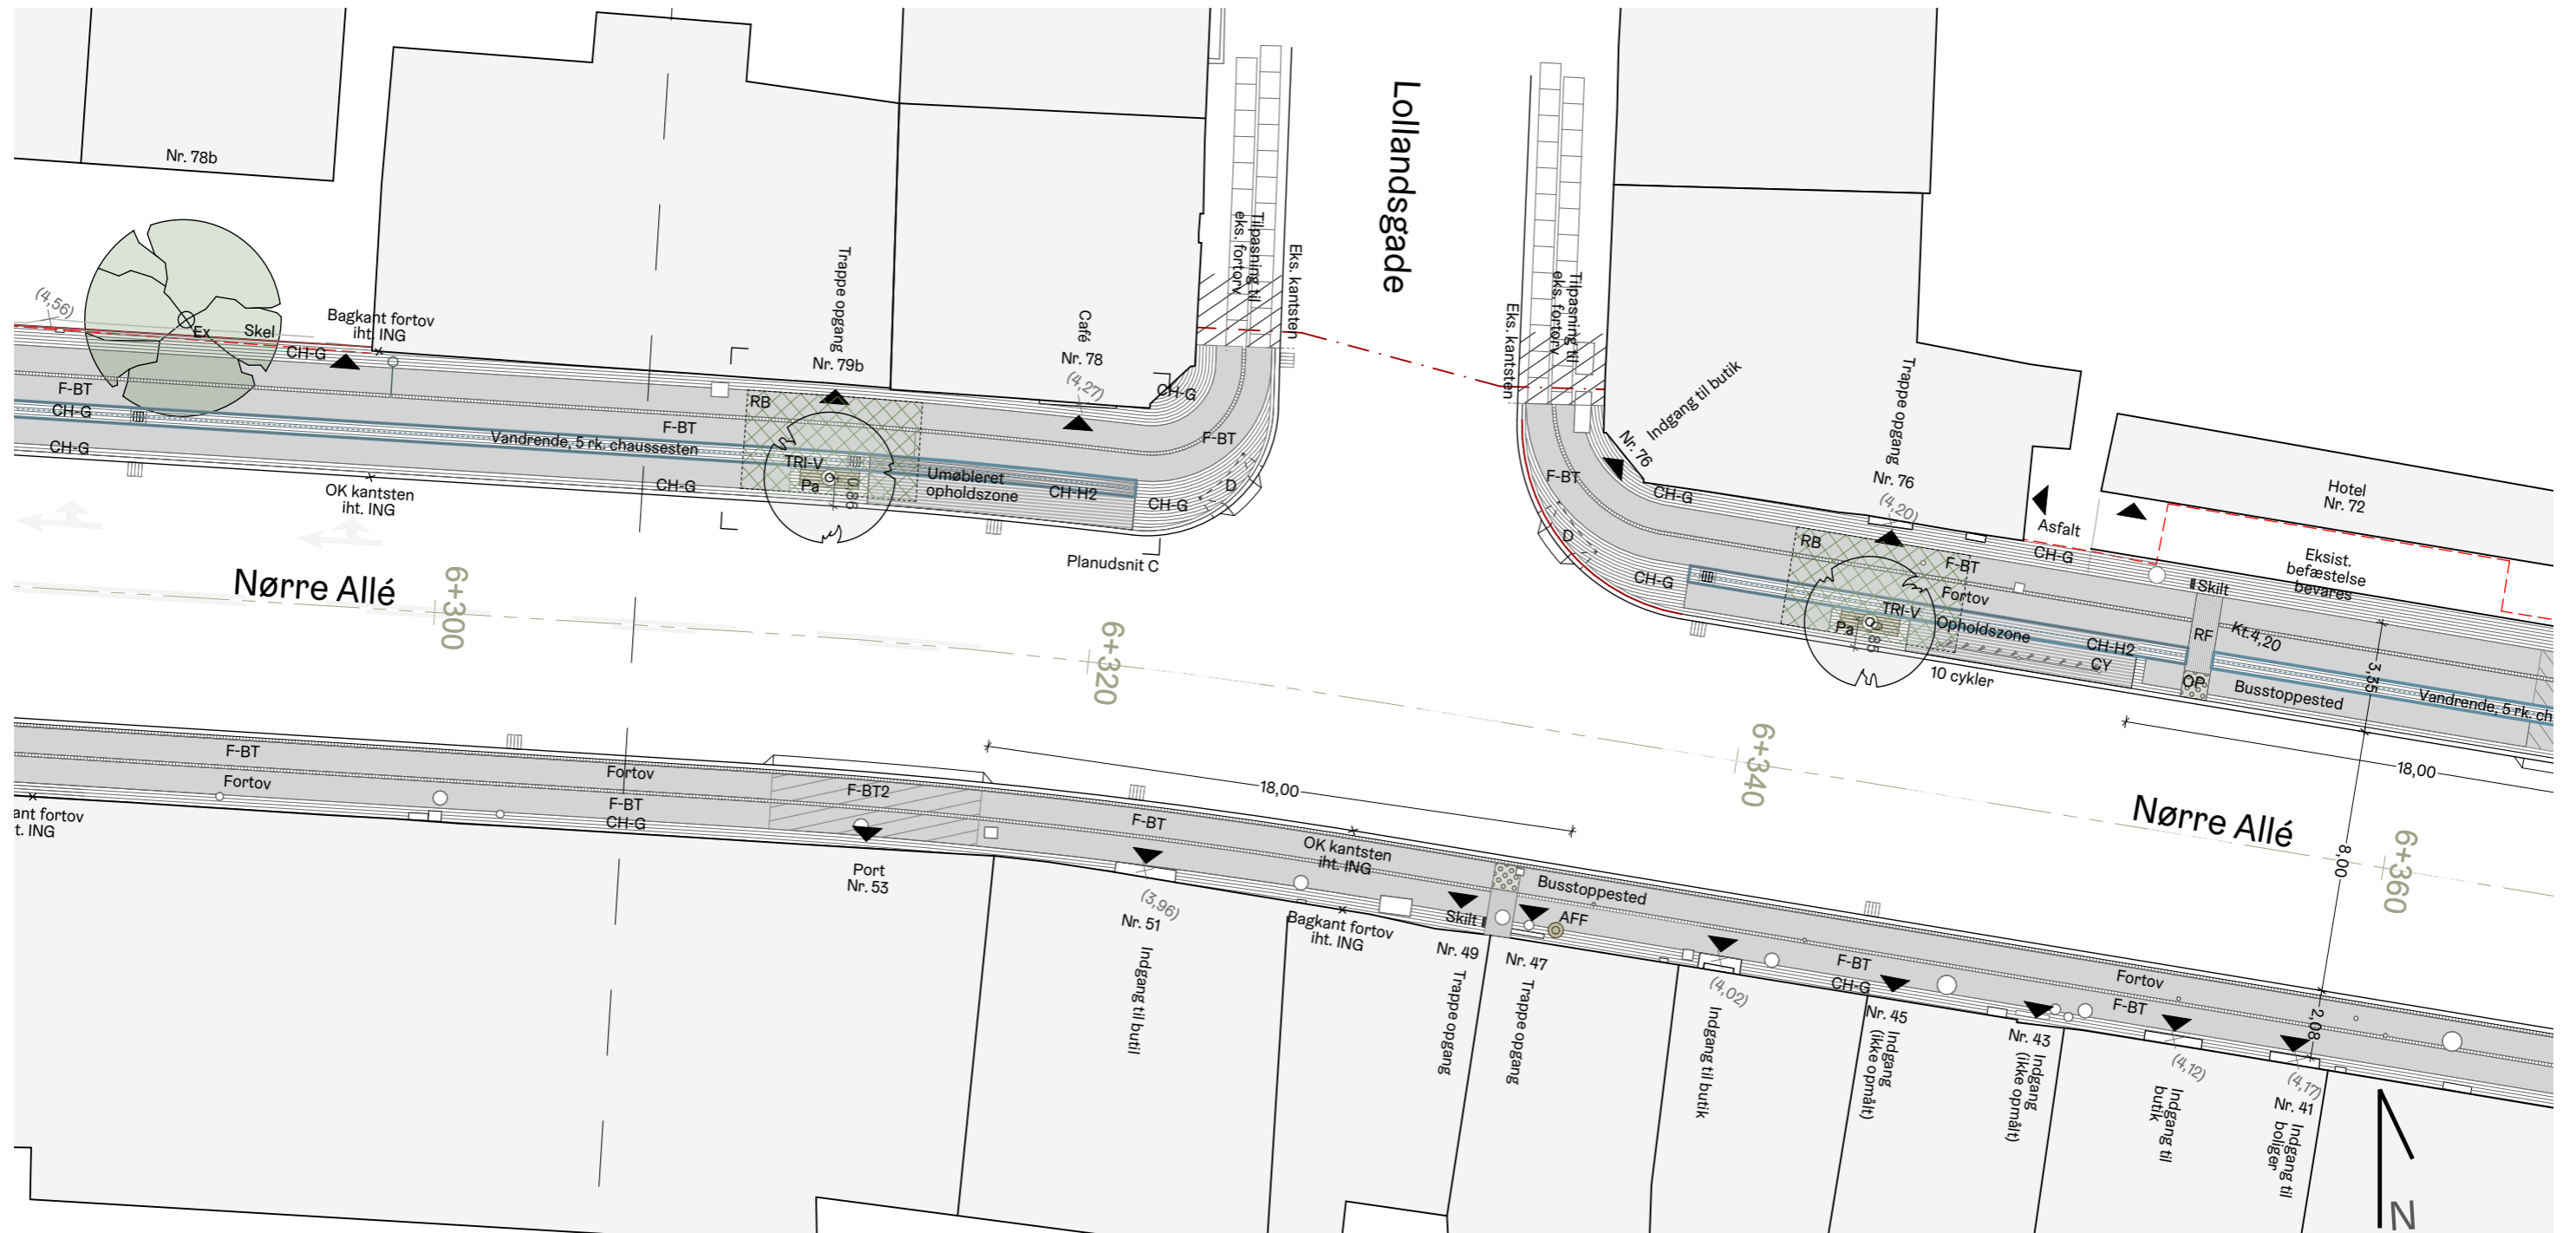 Nr. 78b
Lollandsgade
Tilpasning til
eks. fortorv
Eks. kantsten
Tilpasning til
eks. fortorv
Eks. kantsten
(4,56)
Ex
Skel
Bagkant fortov
iht. ING
CH-G
Trappe opgang
Nr. 79b
Café
Nr. 78
(4,27)
CH-G
F-BT
CH-G
CH-G
RB
F-BT
Vandrende, 5 rk. chaussesten
TRI-V
Pa
0,86
Umøbleret
opholdszone
CH-H2
CH-G
F-BT
D
CH-G
OK kantsten
iht. ING
Planudsnit C
Indgang til butik
Nr. 76
Trappe opgang
Nr. 76
(4,20)
F-BT
CH-G
D
CH-G
RB
F-BT
Fortov
TRI-V
Pa
Opholdszone
CH-H2
CY
10 cykler
Asfalt
CH-G
Hotel
Nr. 72
Eksist.
befæstelse
bevares
Skilt
RF
Kt.4,20
OP
Busstoppested
3,35
Vandrende, 5 rk. ch
18,00
Nørre Allé
6+300
6+320
6+340
6+360
Nørre Allé
8,00
F-BT
Fortov
Fortov
F-BT
CH-G
F-BT2
ant fortov
t. ING
Port
Nr. 53
18,00
F-BT
OK kantsten
iht. ING
(3,96)
Nr. 51
Indgang til butil
Bagkant fortov
iht. ING
Skilt
Busstoppested
AFF
Nr. 49
Trappe opgang
Nr. 47
Trappe opgang
(4,02)
Indgang til butik
F-BT
CH-G
Nr. 45
Indgang
(ikke opmålt)
Nr. 43
Indgang
(ikke opmålt)
Fortov
F-BT
2,08
(4,12)
Indgang til
butik
(4,17)
Nr. 41
Indgang til
boliger
N